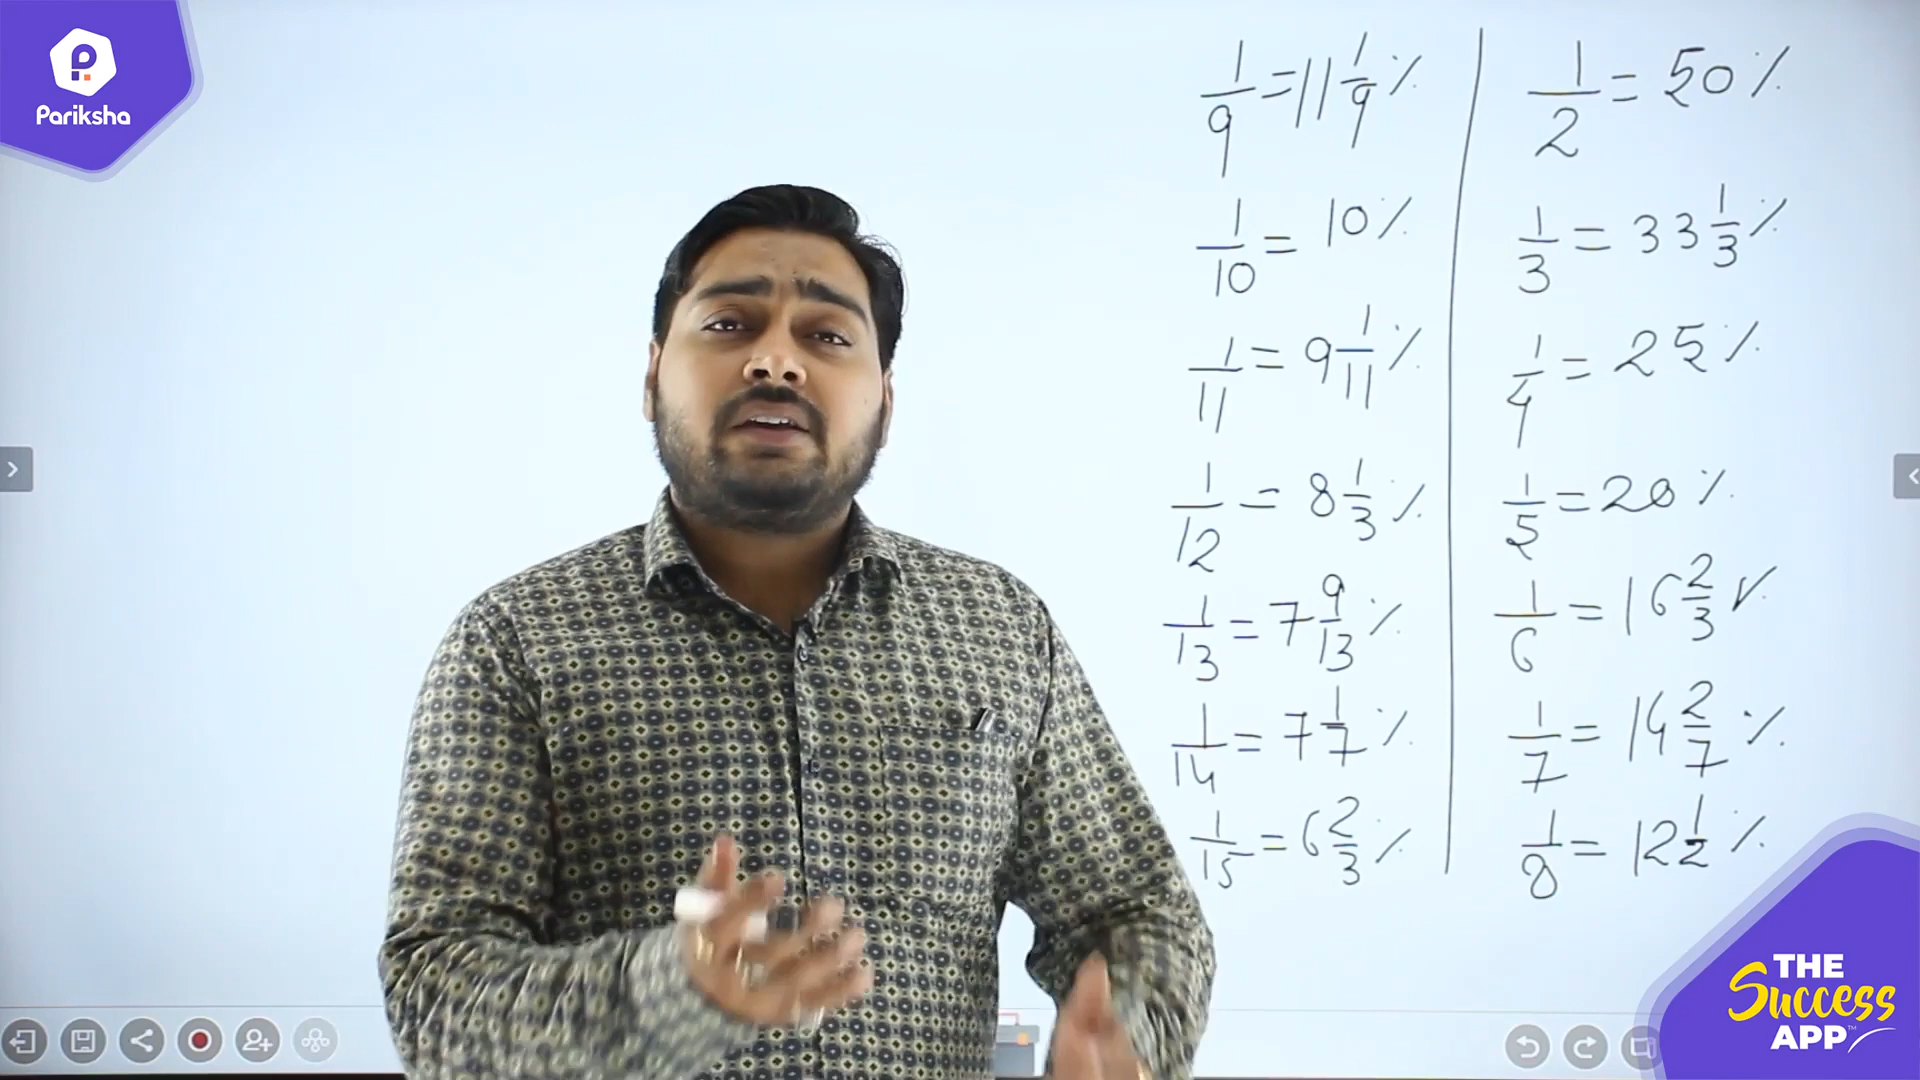 Pariksha
1/9 = 11 1/9 %
1/10 = 10 %
1/11 = 9 1/11 %
1/12 = 8 1/3 %
1/13 = 7 9/13 %
1/14 = 7 1/7 %
1/15 = 6 2/3 %
1/2 = 50 %
1/3 = 33 1/3 %
1/4 = 25 %
1/5 = 20 %
1/6 = 16 2/3 %
1/7 = 14 2/7 %
1/8 = 12 1/2 %
THE
Success
APP™